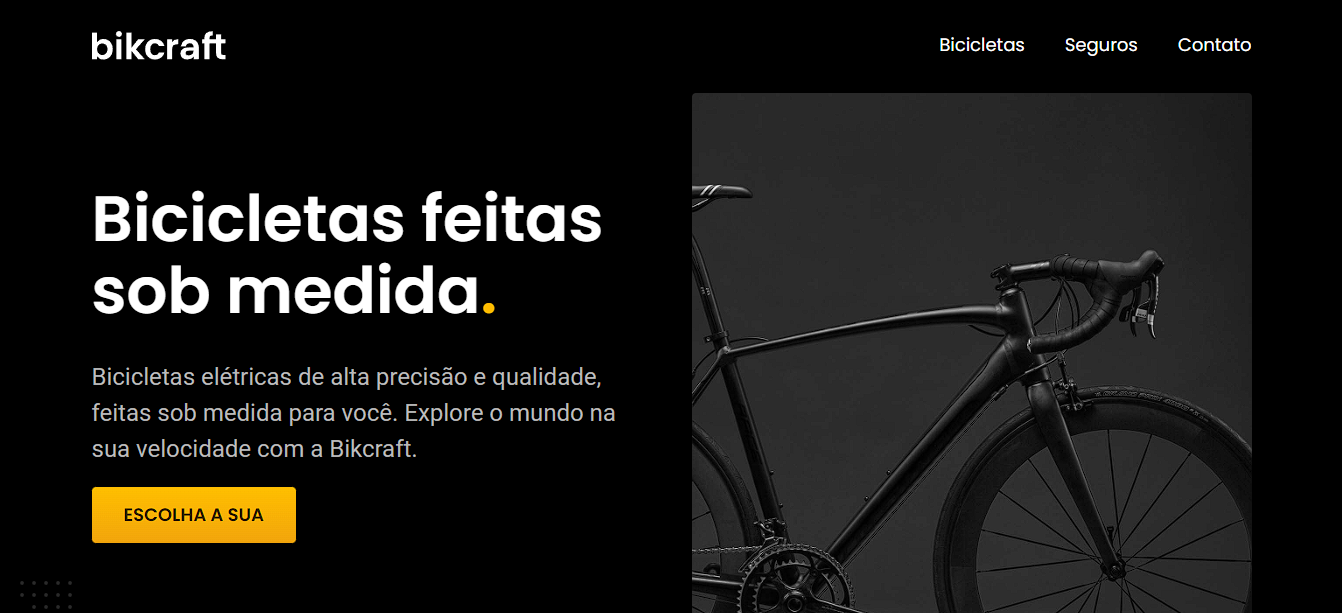 bikcraft
Bicicletas
Seguros
Contato
Bicicletas feitas
sob medida.
Bicicletas elétricas de alta precisão e qualidade,
feitas sob medida para você. Explore o mundo na
sua velocidade com a Bikcraft.
ESCOLHA A SUA